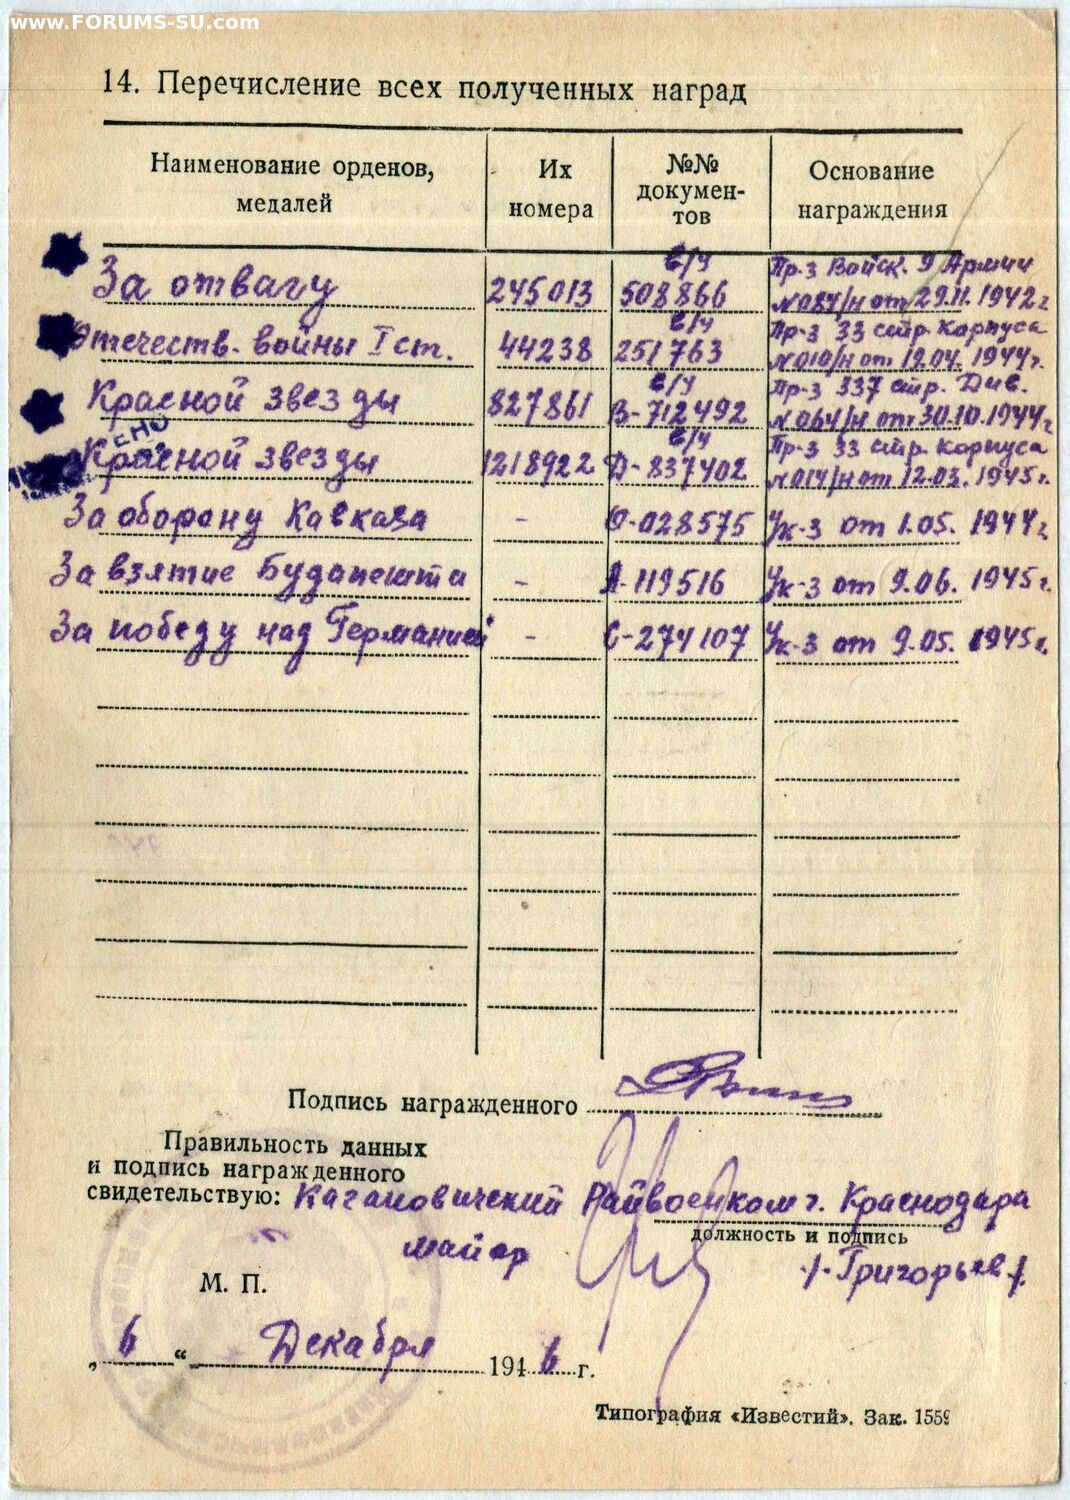 www.FORUMS-SU.com
14. Перечисление всех полученных наград
Наименование орденов, медалей
Их номера
№№ докумен-тов
Основание награждения
За отвагу 245013 в/ч 508866 Пр-з Войск. 9 Армии №087/н от 29.11.1942 г
Отечеств. войны I ст. 44238 в/ч 251763 Пр-з 33 стр. корпуса №010/н от 19.04.1944 г.
Красной звезды 827861 в/ч В-712492 Пр-з 337 стр. Див. №064/н от 30.10.1944 г
Красной звезды 1218922 в/ч Д-837402 Пр-з 33 стр. корпуса №014/н от 12.03.1945 г.
За оборону Кавказа - О-028575 Ук-з от 1.05. 1944 г.
За взятие Будапешта - А-119516 Ук-з от 9.06. 1945 г.
За победу над Германией - С-274107 Ук-з от 9.05. 1945 г.
Подпись награжденного
Правильность данных
и подпись награжденного
свидетельствую: Кагановический Райвоенком г. Краснодара
должность и подпись
майор /-Григорьев-/.
М. П.
„ 6 “ Декабря 1946 г.
Типография «Известий». Зак. 1559